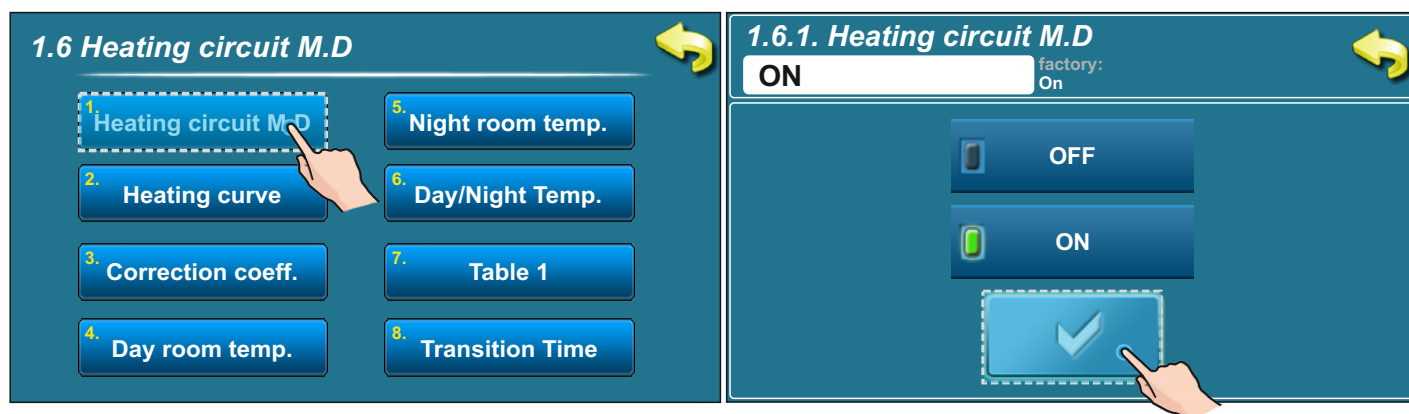 1.6 Heating circuit M.D
1.
Heating circuit M.D
2.
Heating curve
3.
Correction coeff.
4.
Day room temp.
5.
Night room temp.
6.
Day/Night Temp.
7.
Table 1
8.
Transition Time
1.6.1. Heating circuit M.D
ON
factory:
On
OFF
ON